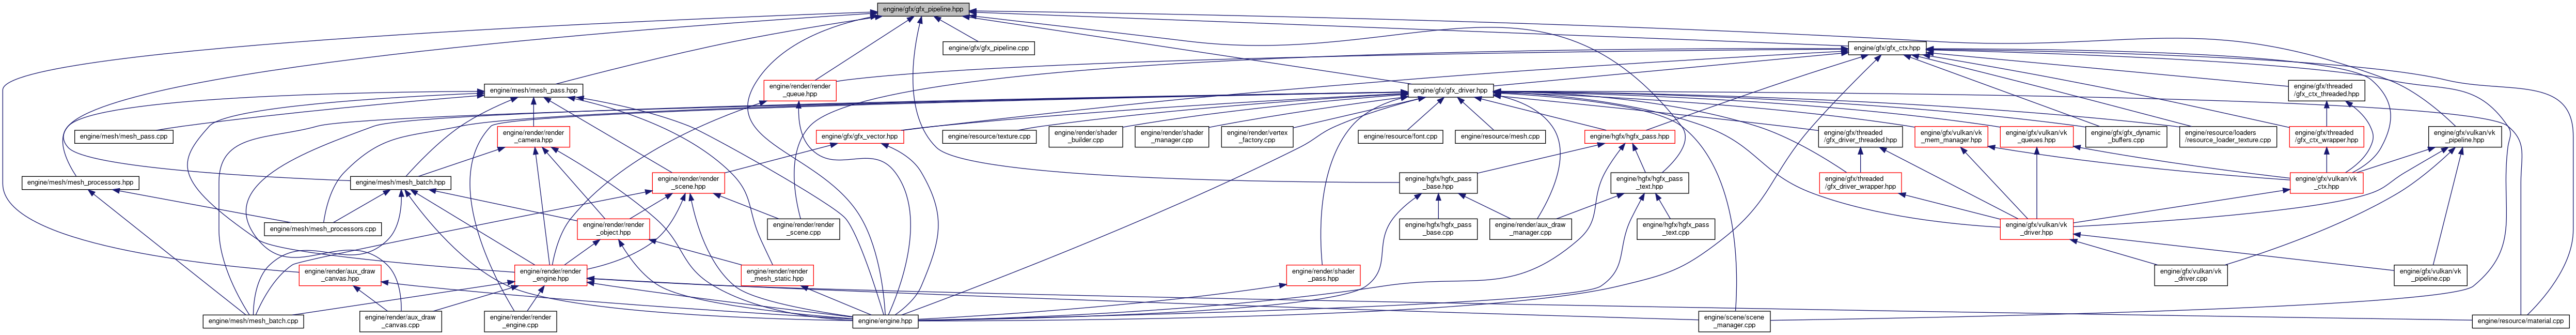 engine/gfx/gfx_pipeline.hpp
engine/gfx/gfx_pipeline.cpp
engine/gfx/gfx_ctx.hpp
engine/mesh/mesh_pass.hpp
engine/render/render
_queue.hpp
engine/gfx/gfx_driver.hpp
engine/gfx/threaded
/gfx_ctx_threaded.hpp
engine/mesh/mesh_pass.cpp
engine/render/render
_camera.hpp
engine/gfx/gfx_vector.hpp
engine/resource/texture.cpp
engine/render/shader
_builder.cpp
engine/render/shader
_manager.cpp
engine/render/vertex
_factory.cpp
engine/resource/font.cpp
engine/resource/mesh.cpp
engine/hgfx/hgfx_pass.hpp
engine/gfx/threaded
/gfx_driver_threaded.hpp
engine/gfx/vulkan/vk
_mem_manager.hpp
engine/gfx/vulkan/vk
_queues.hpp
engine/gfx/gfx_dynamic
_buffers.cpp
engine/resource/loaders
/resource_loader_texture.cpp
engine/gfx/threaded
/gfx_ctx_wrapper.hpp
engine/gfx/vulkan/vk
_pipeline.hpp
engine/mesh/mesh_processors.hpp
engine/mesh/mesh_batch.hpp
engine/render/render
_scene.hpp
engine/hgfx/hgfx_pass
_base.hpp
engine/hgfx/hgfx_pass
_text.hpp
engine/gfx/threaded
/gfx_driver_wrapper.hpp
engine/gfx/vulkan/vk
_ctx.hpp
engine/mesh/mesh_processors.cpp
engine/render/render
_object.hpp
engine/render/render
_scene.cpp
engine/hgfx/hgfx_pass
_base.cpp
engine/render/aux_draw
_manager.cpp
engine/hgfx/hgfx_pass
_text.cpp
engine/gfx/vulkan/vk
_driver.hpp
engine/render/aux_draw
_canvas.hpp
engine/render/render
_engine.hpp
engine/render/render
_mesh_static.hpp
engine/render/shader
_pass.hpp
engine/gfx/vulkan/vk
_driver.cpp
engine/gfx/vulkan/vk
_pipeline.cpp
engine/mesh/mesh_batch.cpp
engine/render/aux_draw
_canvas.cpp
engine/render/render
_engine.cpp
engine/engine.hpp
engine/scene/scene
_manager.cpp
engine/resource/material.cpp